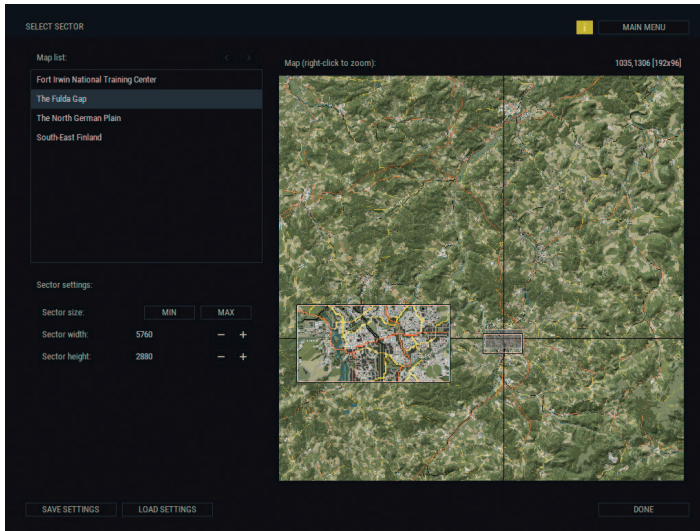 SELECT SECTOR
i
MAIN MENU
Map list:
< >
Map (right-click to zoom):
1035,1306 [192x96]
Fort Irwin National Training Center
The Fulda Gap
The North German Plain
South-East Finland
Sector settings:
Sector size:
MIN
MAX
Sector width:
5760
− +
Sector height:
2880
− +
SAVE SETTINGS
LOAD SETTINGS
DONE